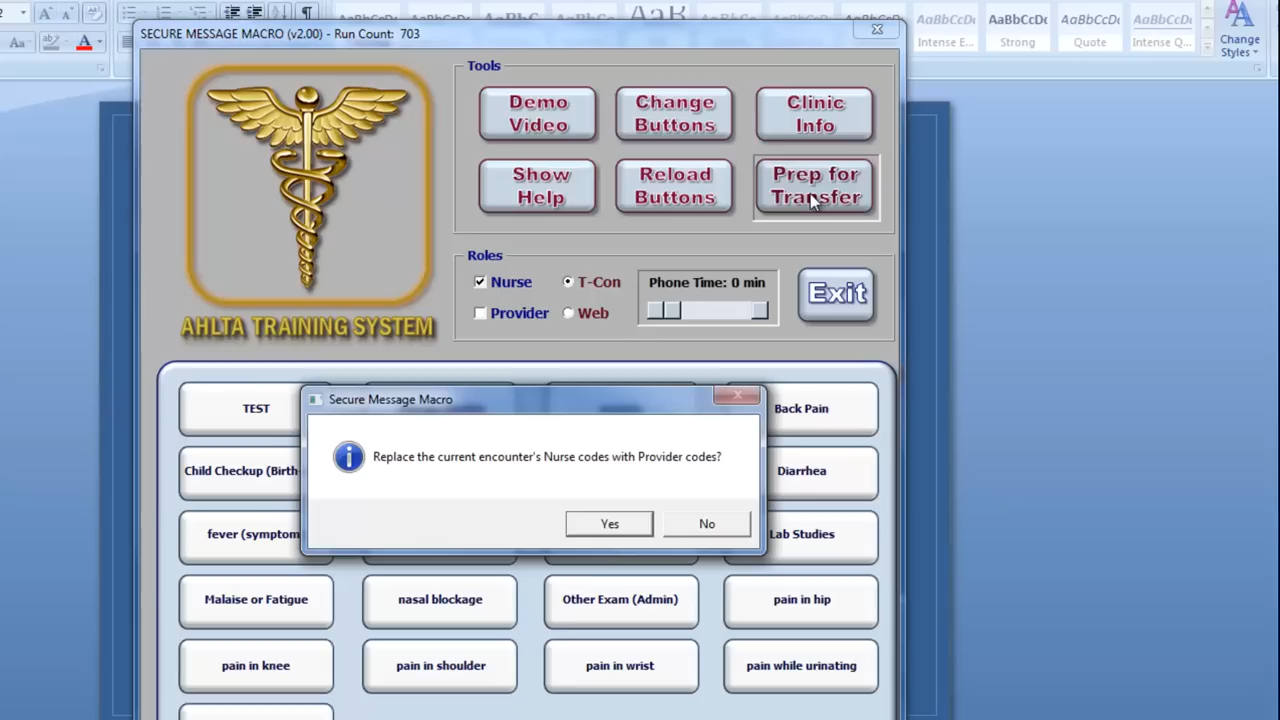 SECURE MESSAGE MACRO (v2.00) - Run Count: 703
AaBbCcDc
Intense E...
AaBbCcDc
Strong
AaBbCcDc
Quote
AaBbCcDc
Intense Q...
Change
Styles
Tools
Demo
Video
Change
Buttons
Clinic
Info
Show
Help
Reload
Buttons
Prep for
Transfer
Roles
Nurse
T-Con
Phone Time: 0 min
Exit
Provider
Web
AHLTA TRAINING SYSTEM
TEST
Back Pain
Secure Message Macro
Replace the current encounter's Nurse codes with Provider codes?
Yes
No
Child Checkup (Birth-
Diarrhea
fever (symptom
Lab Studies
Malaise or Fatigue
nasal blockage
Other Exam (Admin)
pain in hip
pain in knee
pain in shoulder
pain in wrist
pain while urinating